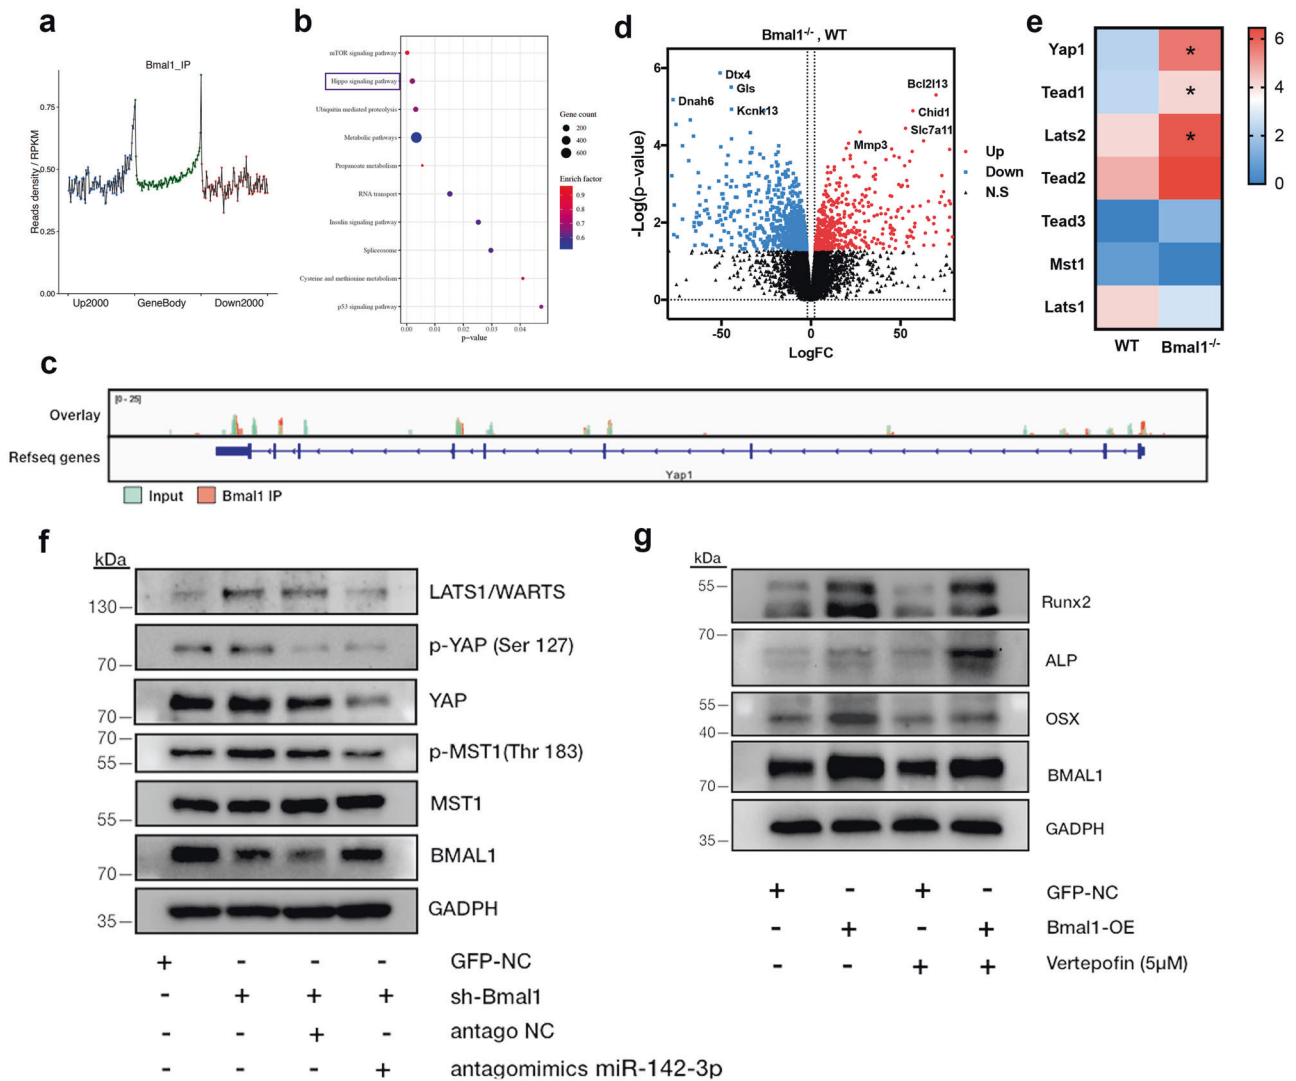 a
Bmal1_IP
Reads density / RPKM
0.75
0.50
0.25
0.00
Up2000 GeneBody Down2000
b
mTOR signaling pathway
Hippo signaling pathway
Ubiquitin mediated proteolysis
Metabolic pathways
Propanoate metabolism
RNA transport
Insulin signaling pathway
Spliceosome
Cysteine and methionine metabolism
p53 signaling pathway
0.00 0.01 0.02 0.03 0.04
p-value
Gene count
200
400
600
Enrich factor
0.9
0.8
0.7
0.6
d
Bmal1-/- , WT
-Log(p-value)
6
4
2
0
Dtx4
Gls
Dnah6
Kcnk13
Bcl2l13
Chid1
Slc7a11
Mmp3
-50 0 50
LogFC
Up
Down
N.S
e
Yap1 *
Tead1 *
Lats2 *
Tead2
Tead3
Mst1
Lats1
WT Bmal1-/-
6
4
2
0
c
[0 - 25]
Overlay
Refseq genes
Yap1
Input Bmal1 IP
f
kDa
130 LATS1/WARTS
70 p-YAP (Ser 127)
70 YAP
70
55 p-MST1(Thr 183)
55 MST1
70 BMAL1
35 GADPH
+ - - - GFP-NC
- + + + sh-Bmal1
- - + - antago NC
- - - + antagomimics miR-142-3p
g
kDa
55 Runx2
70 ALP
55
40 OSX
70 BMAL1
35 GADPH
+ - + - GFP-NC
- + - + Bmal1-OE
- - + + Vertepofin (5µM)